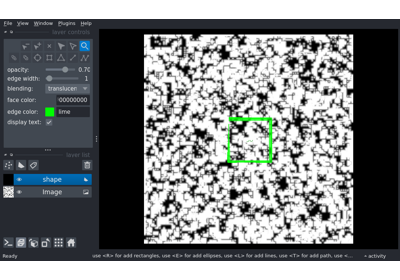 File View Window Plugins Help
layer controls
opacity: 0.70
edge width: 1
blending: translucen
face color: 00000000
edge color: lime
display text:
layer list
shape
Image
Ready
use <R> for add rectangles, use <E> for add ellipses, use <L> for add lines, use <T> for add path, use <...
activity